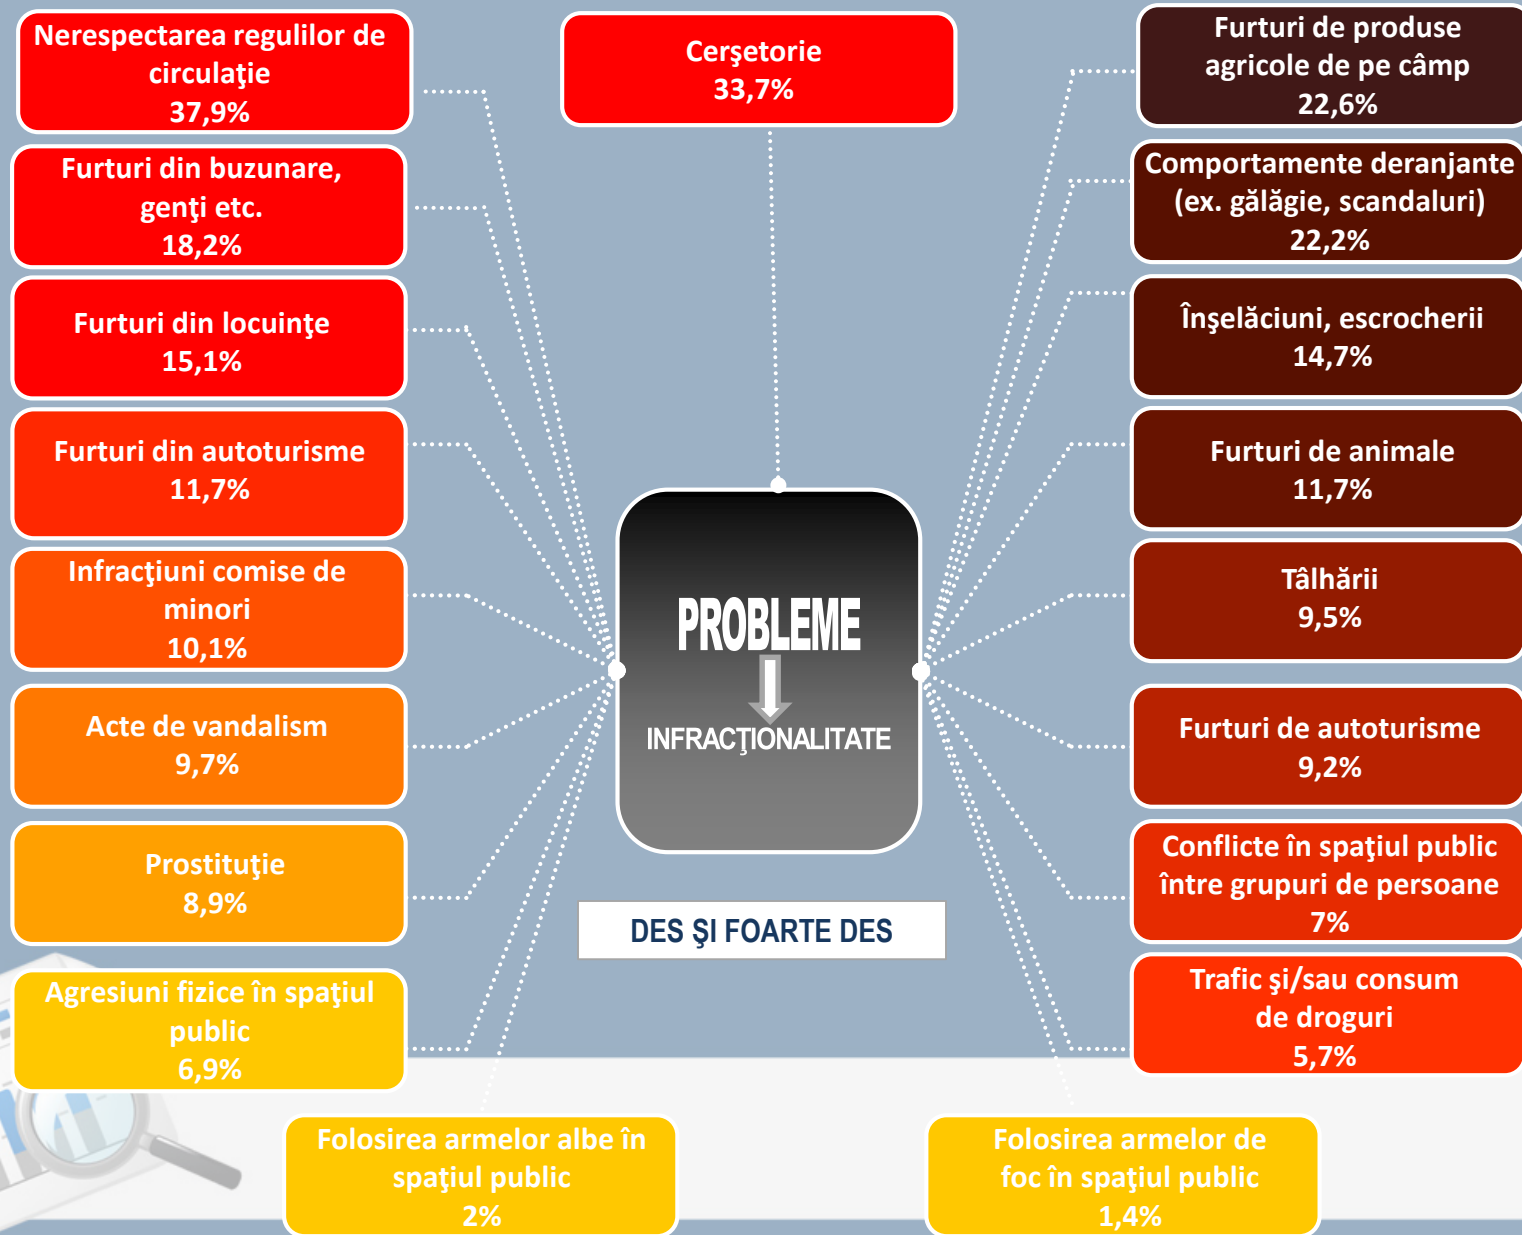 Nerespectarea regulilor de
circulaţie
37,9%
Cerşetorie
33,7%
Furturi de produse
agricole de pe câmp
22,6%
Furturi din buzunare,
genţi etc.
18,2%
Comportamente deranjante
(ex. gălăgie, scandaluri)
22,2%
Furturi din locuinţe
15,1%
Înşelăciuni, escrocherii
14,7%
Furturi din autoturisme
11,7%
Furturi de animale
11,7%
Infracţiuni comise de
minori
10,1%
Tâlhării
9,5%
PROBLEME
INFRACŢIONALITATE
Acte de vandalism
9,7%
Furturi de autoturisme
9,2%
Prostituţie
8,9%
Conflicte în spaţiul public
între grupuri de persoane
7%
DES ŞI FOARTE DES
Agresiuni fizice în spaţiul
public
6,9%
Trafic şi/sau consum
de droguri
5,7%
Folosirea armelor albe în
spaţiul public
2%
Folosirea armelor de
foc în spaţiul public
1,4%